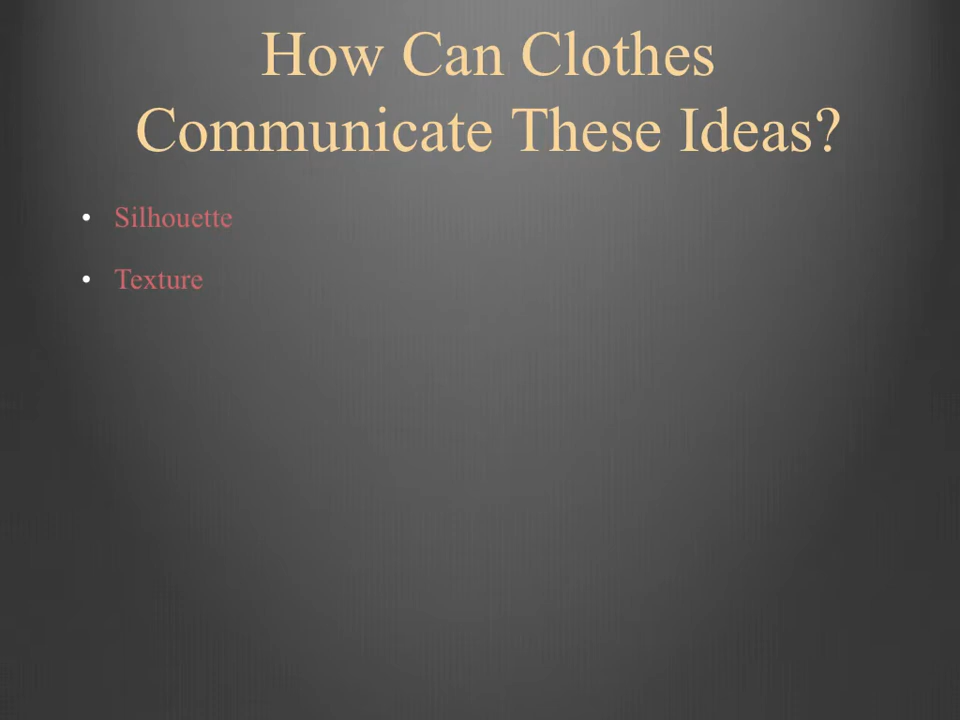 How Can Clothes
Communicate These Ideas?
• Silhouette
• Texture